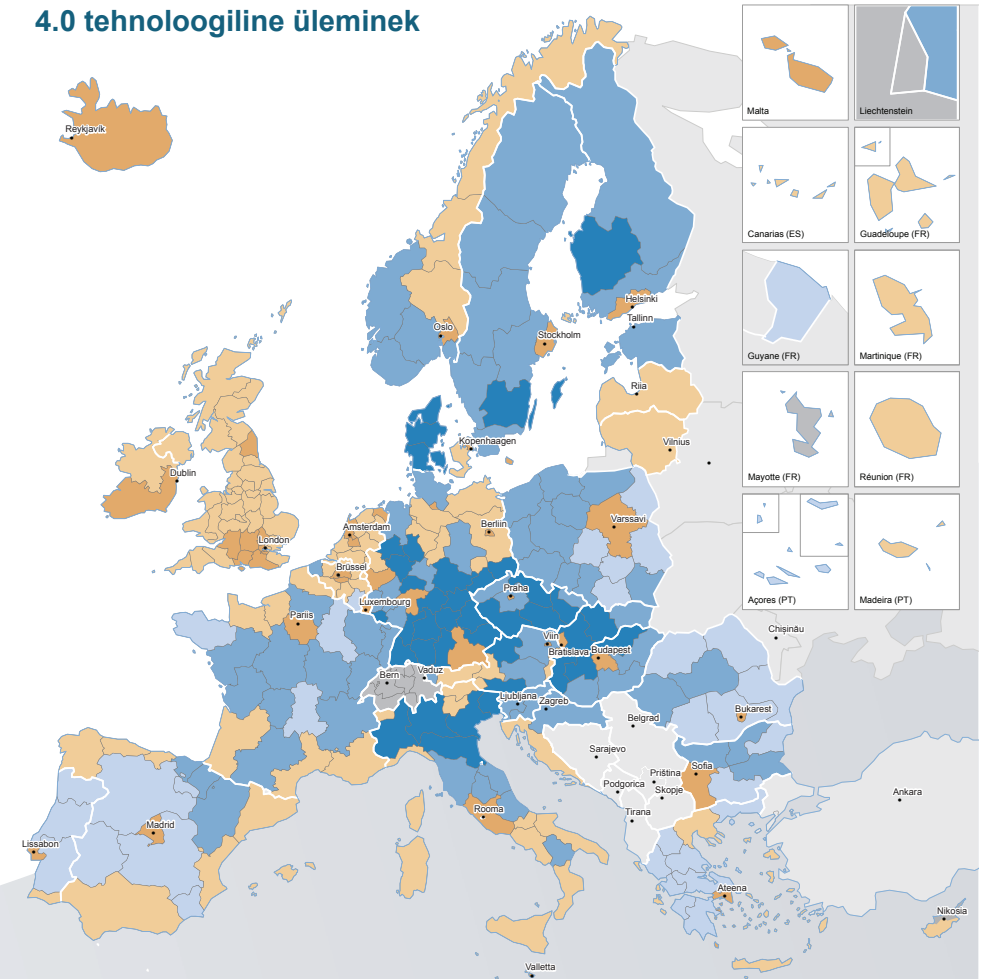 4.0 tehnoloogiline üleminek
Malta
Liechtenstein
Reykjavik
Canarias (ES)
Guadeloupe (FR)
Helsinki
Tallinn
Oslo
Stockholm
Guyane (FR)
Martinique (FR)
Riia
Kopenhaagen
Vilnius
Dublin
Mayotte (FR)
Réunion (FR)
Amsterdam
Berliin
Varssavi
London
Brüssel
Praha
Luxembourg
Açores (PT)
Madeira (PT)
Pariis
Chișinău
Viin
Bratislava
Budapest
Vaduz
Bern
Ljubljana
Zagreb
Bukarest
Belgrad
Sarajevo
Priština
Sofia
Podgorica
Skopje
Ankara
Tirana
Rooma
Madrid
Lissabon
Ateena
Nikosia
Valletta